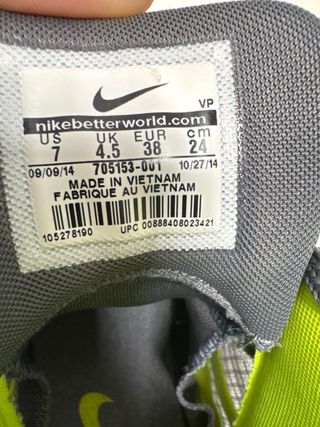 VP
nikebetterworld.com
US UK EUR cm
7 4.5 38 24
09/09/14 705153-001 10/27/14
MADE IN VIETNAM
FABRIQUE AU VIETNAM
105278190 UPC 00888408023421